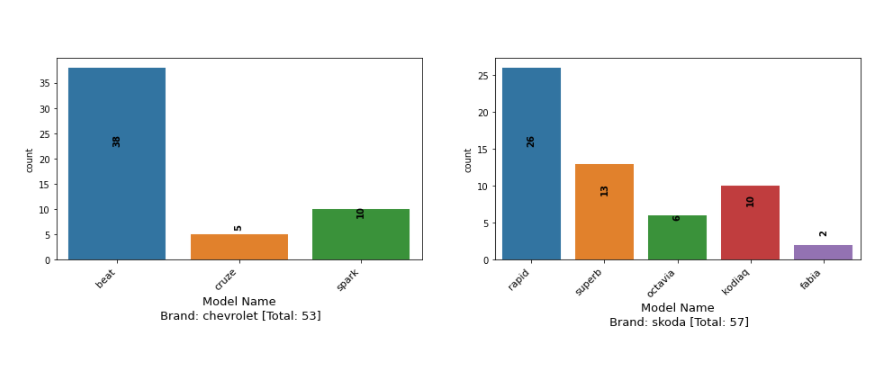 35
30
25
20
15
10
5
0
count
38
5
10
beat
cruze
spark
Model Name
Brand: chevrolet [Total: 53]
25
20
15
10
5
0
count
26
13
6
10
2
rapid
superb
octavia
kodiaq
fabia
Model Name
Brand: skoda [Total: 57]